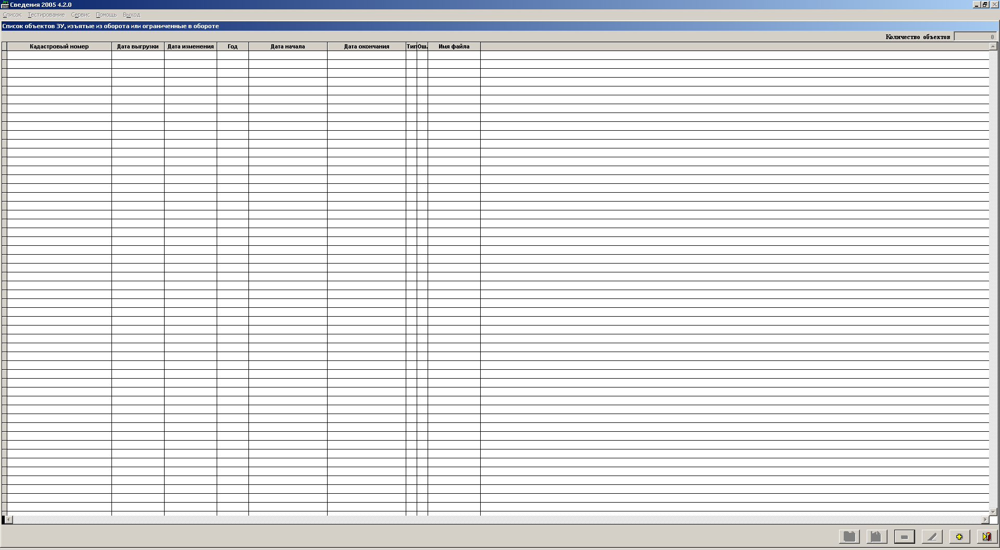 Сведения 2005 4.2.0
Список Тестирование Сервис Помощь Выход
Список объектов ЗУ, изъятые из оборота или ограниченные в обороте
Количество объектов 0
Кадастровый номер Дата выгрузки Дата изменения Год Дата начала Дата окончания Тип Ош. Имя файла